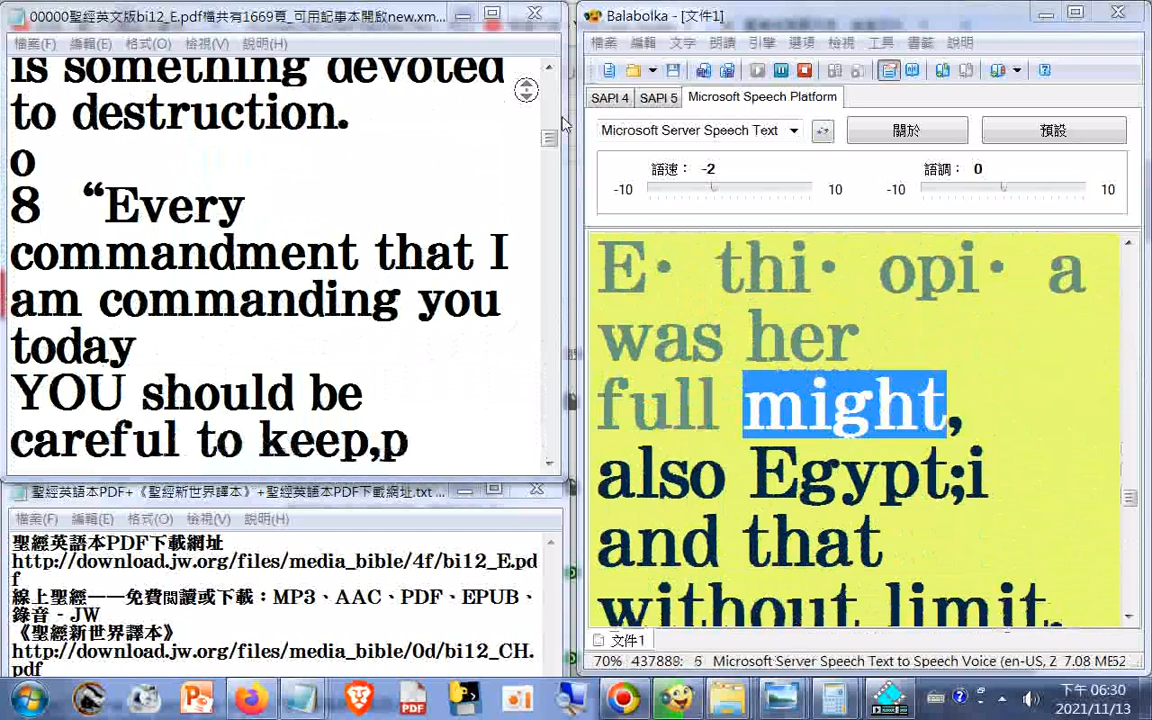 00000聖經英文版bi12_E.pdf檔共有1669頁_可用記事本開啟new.xm...
檔案(F) 編輯(E) 格式(O) 檢視(V) 說明(H)
is something devoted
to destruction.
o
8 “Every
commandment that I
am commanding you
today
YOU should be
careful to keep,p
聖經英語本PDF+《聖經新世界譯本》+聖經英語本PDF下載網址.txt ...
檔案(F) 編輯(E) 格式(O) 檢視(V) 說明(H)
聖經英語本PDF下載網址
http://download.jw.org/files/media_bible/4f/bi12_E.pd
f
線上聖經——免費閱讀或下載：MP3、AAC、PDF、EPUB、
錄音 - JW
《聖經新世界譯本》
http://download.jw.org/files/media_bible/0d/bi12_CH.
pdf
Balabolka - [文件1]
檔案 編輯 文字 朗讀 引擎 選項 檢視 工具 書籤 說明
SAPI 4 SAPI 5 Microsoft Speech Platform
Microsoft Server Speech Text 關於 預設
語速： -2 語調： 0
-10 10 -10 10
E· thi· opi· a
was her
full might,
also Egypt;i
and that
without limit.
文件1
70% 437888: 6 Microsoft Server Speech Text to Speech Voice (en-US, Z 7.08 ME52
下午 06:30
2021/11/13